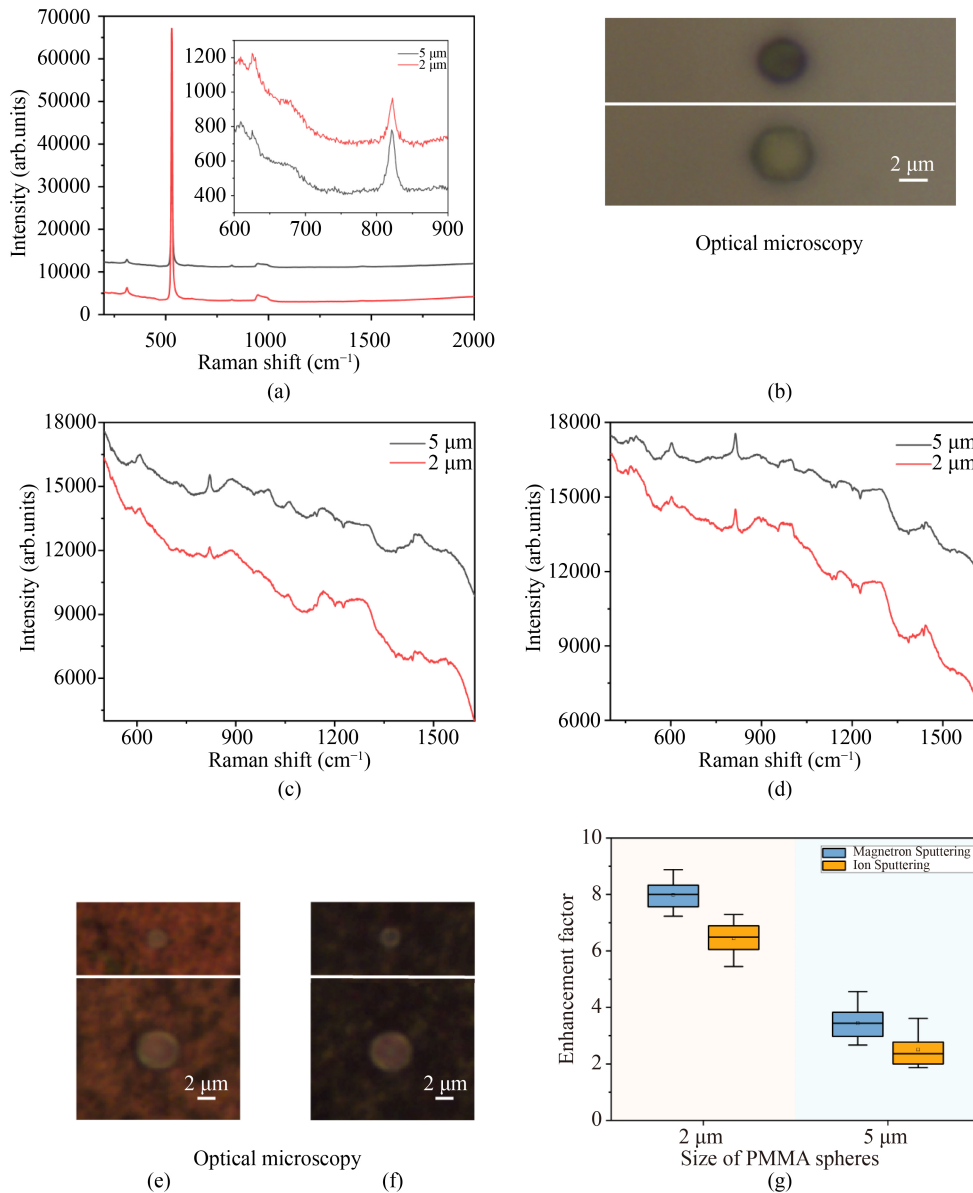 70000
60000
50000
40000
30000
20000
10000
0
Intensity (arb.units)
500
1000
1500
2000
Raman shift (cm⁻¹)
1200
1000
800
600
400
600
700
800
900
5 μm
2 μm
(a)
2 μm
Optical microscopy
(b)
18000
15000
12000
9000
6000
Intensity (arb.units)
600
900
1200
1500
Raman shift (cm⁻¹)
5 μm
2 μm
(c)
18000
15000
12000
9000
6000
Intensity (arb.units)
600
900
1200
1500
Raman shift (cm⁻¹)
5 μm
2 μm
(d)
2 μm
2 μm
Optical microscopy
(e)
(f)
10
8
6
4
2
0
Enhancement factor
Magnetron Sputtering
Ion Sputtering
2 μm
5 μm
Size of PMMA spheres
(g)